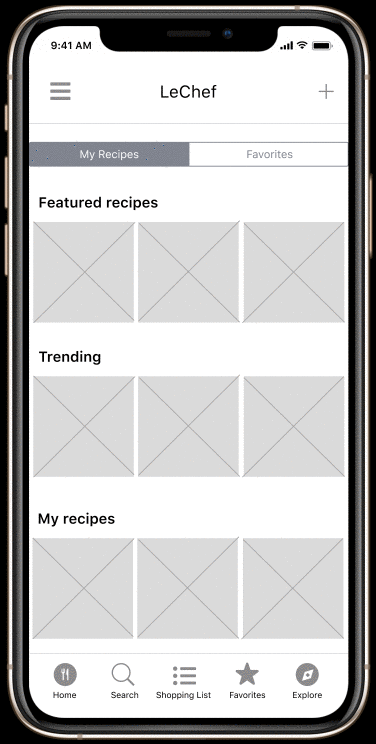 9:41 AM
LeChef
My Recipes
Favorites
Featured recipes
Trending
My recipes
Home
Search
Shopping List
Favorites
Explore